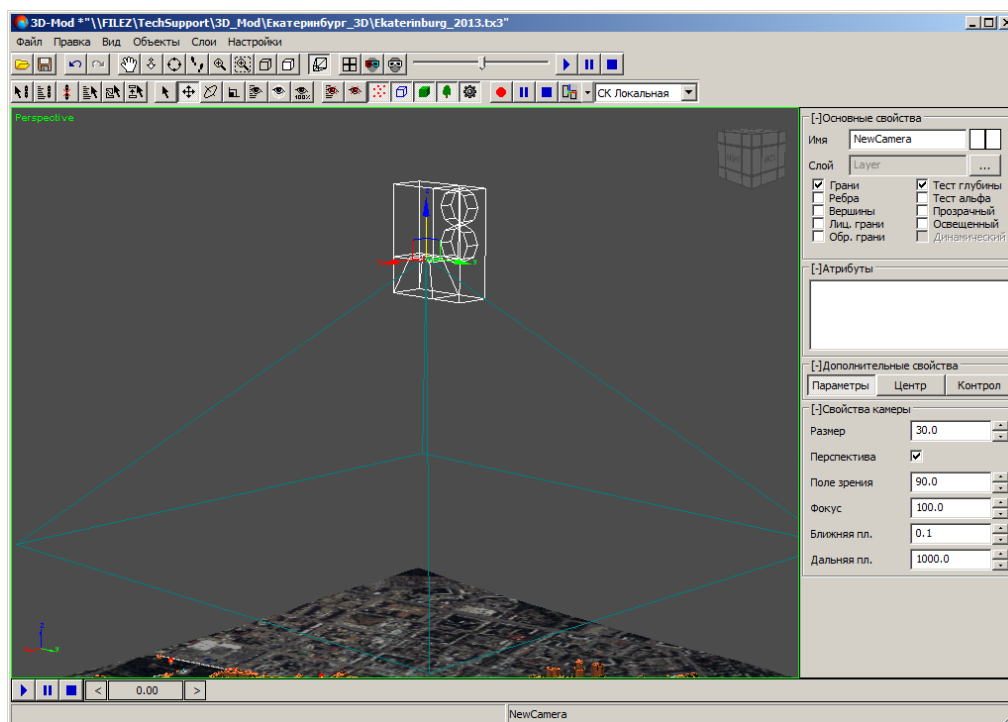 3D-Mod *"\\FILEZ\TechSupport\3D_Mod\Екатеринбург_3D\Ekaterinburg_2013.tx3"
Файл Правка Вид Объекты Слои Настройки
100%
СК Локальная
Perspective
[-]Основные свойства
Имя NewCamera
Слой Layer ...
Грани Тест глубины
Ребра Тест альфа
Вершины Прозрачный
Лиц. грани Освещенный
Обр. грани Динамический
[-]Атрибуты
[-]Дополнительные свойства
Параметры Центр Контрол
[-]Свойства камеры
Размер 30.0
Перспектива
Поле зрения 90.0
Фокус 100.0
Ближняя пл. 0.1
Дальняя пл. 1000.0
z
< 0.00 >
NewCamera